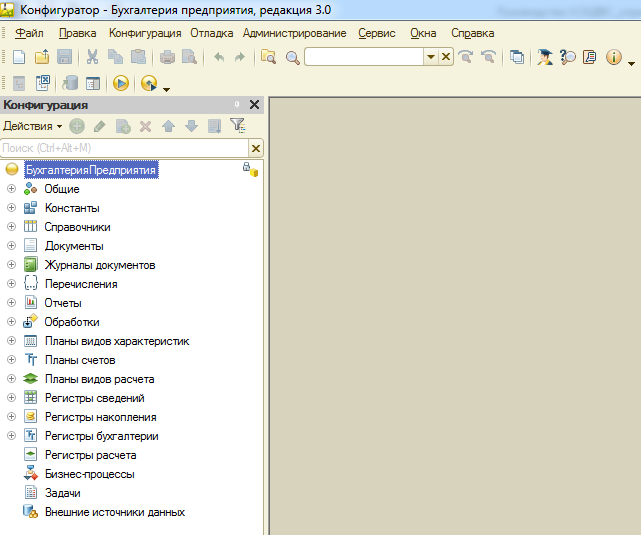 Конфигуратор - Бухгалтерия предприятия, редакция 3.0
Файл Правка Конфигурация Отладка Администрирование Сервис Окна Справка
Конфигурация
Действия
Поиск (Ctrl+Alt+M)
БухгалтерияПредприятия
Общие
Константы
Справочники
Документы
Журналы документов
Перечисления
Отчеты
Обработки
Планы видов характеристик
Планы счетов
Планы видов расчета
Регистры сведений
Регистры накопления
Регистры бухгалтерии
Регистры расчета
Бизнес-процессы
Задачи
Внешние источники данных